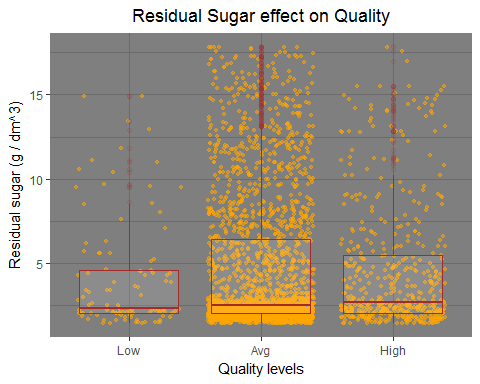 Residual Sugar effect on Quality
Residual sugar (g / dm^3)
15
10
5
Low Avg High
Quality levels